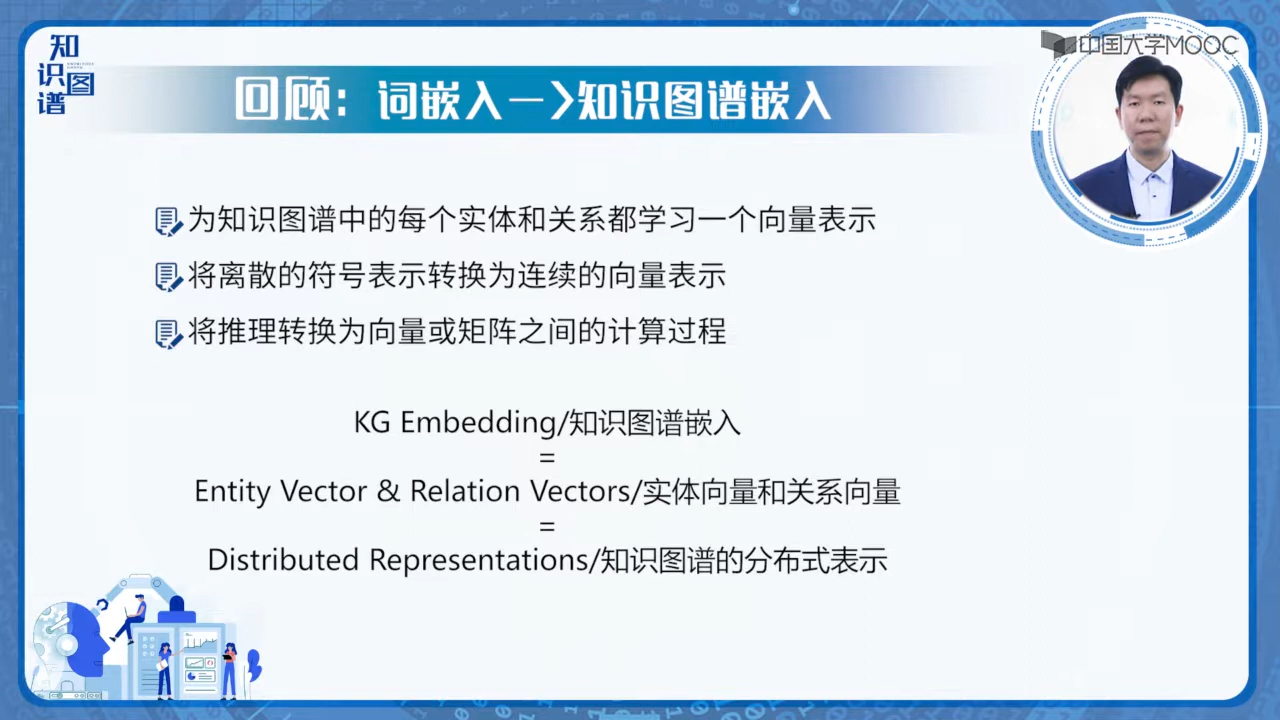 知识图谱
中国大学MOOC
回顾：词嵌入—>知识图谱嵌入
为知识图谱中的每个实体和关系都学习一个向量表示
将离散的符号表示转换为连续的向量表示
将推理转换为向量或矩阵之间的计算过程
KG Embedding/知识图谱嵌入
=
Entity Vector & Relation Vectors/实体向量和关系向量
=
Distributed Representations/知识图谱的分布式表示